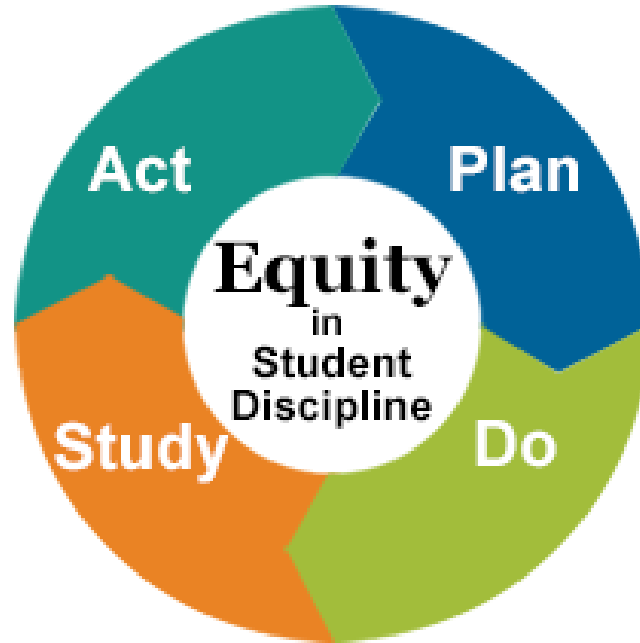 Act
Plan
Equity
in
Student
Discipline
Study
Do